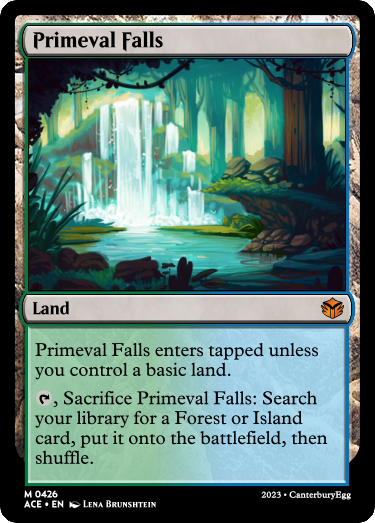 Primeval Falls
Land
Primeval Falls enters tapped unless
you control a basic land.
, Sacrifice Primeval Falls: Search
your library for a Forest or Island
card, put it onto the battlefield, then
shuffle.
M 0426
ACE • EN Lena Brunshtein
2023 • CanterburyEgg